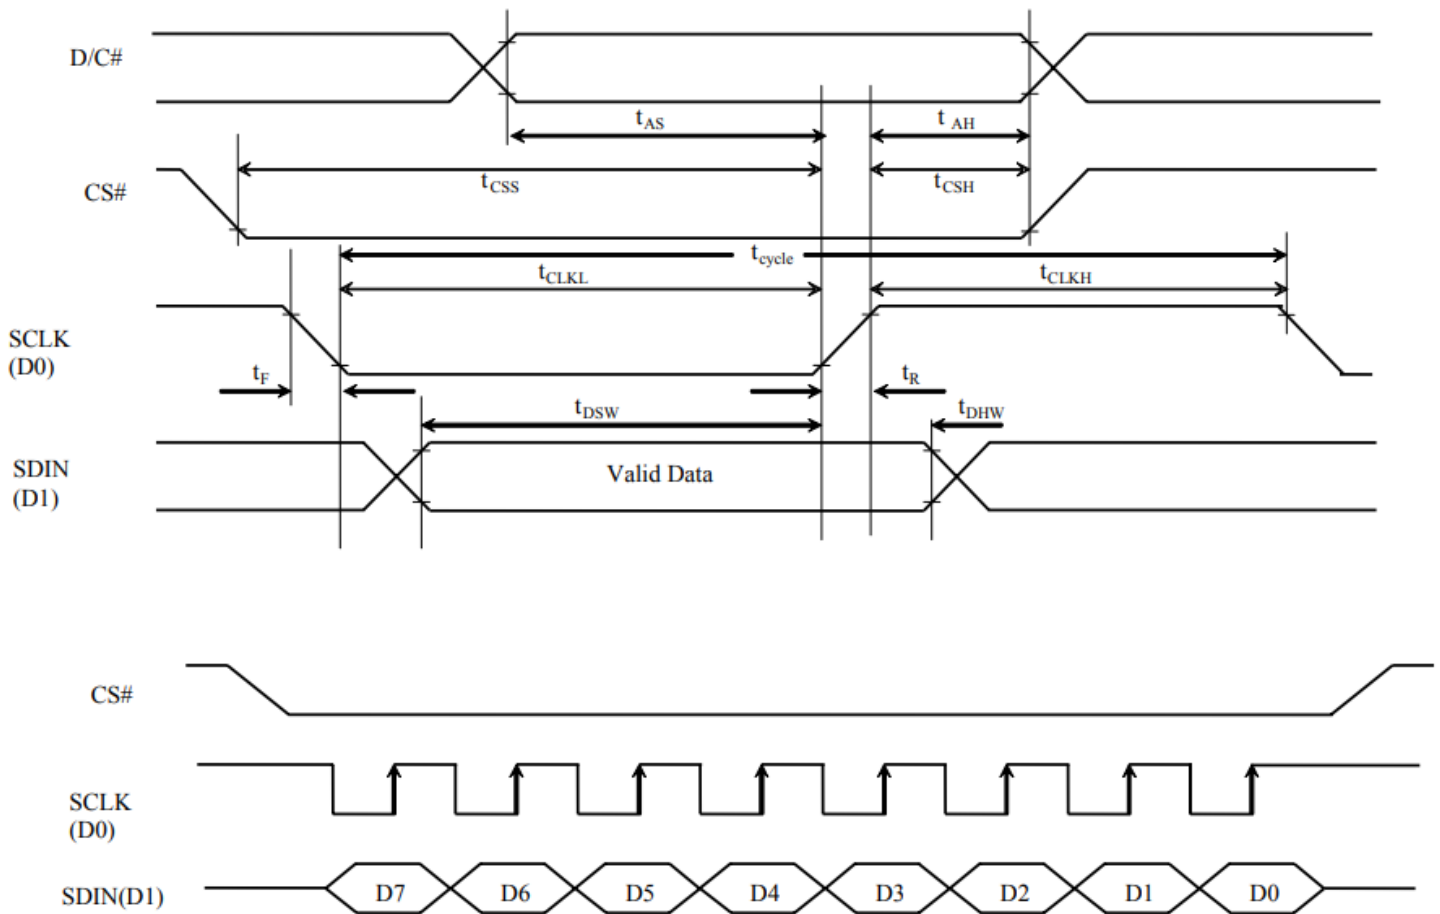 D/C#
tAS
t AH
CS#
tCSS
tCSH
tcycle
tCLKL
tCLKH
SCLK
(D0)
tF
tR
tDSW
tDHW
SDIN
(D1)
Valid Data
CS#
SCLK
(D0)
SDIN(D1)
D7 D6 D5 D4 D3 D2 D1 D0